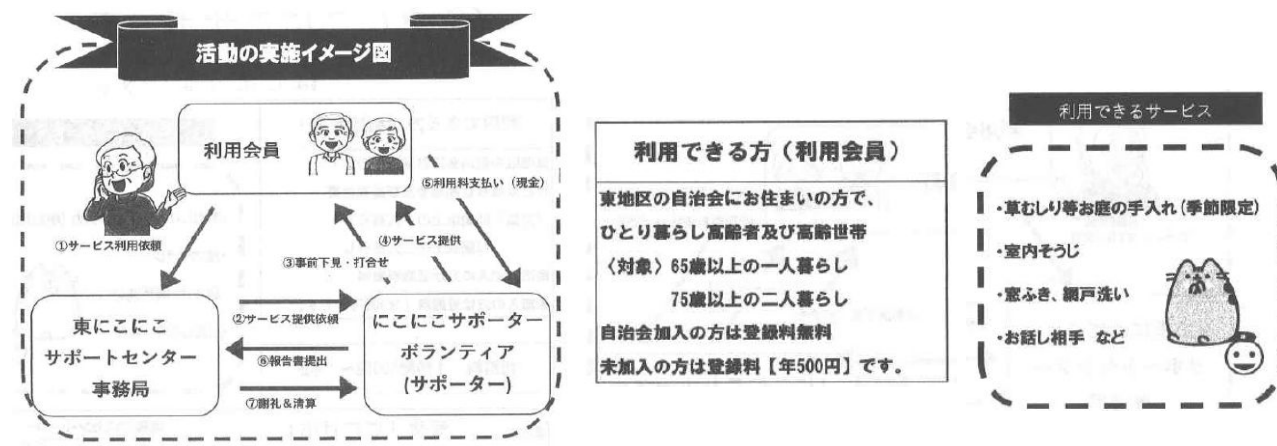 活動の実施イメージ図
利用会員
⑤利用料支払い（現金）
①サービス利用依頼
④サービス提供
③事前下見・打合せ
東にこにこ
サポートセンター
事務局
②サービス提供依頼
⑥報告書提出
⑦謝礼＆清算
にこにこサポーター
ボランティア
(サポーター)
利用できる方（利用会員）
東地区の自治会にお住まいの方で、
ひとり暮らし高齢者及び高齢世帯
〈対象〉65歳以上の一人暮らし
75歳以上の二人暮らし
自治会加入の方は登録料無料
未加入の方は登録料【年500円】です。
利用できるサービス
・草むしり等お庭の手入れ(季節限定)
・室内そうじ
・窓ふき、網戸洗い
・お話し相手 など